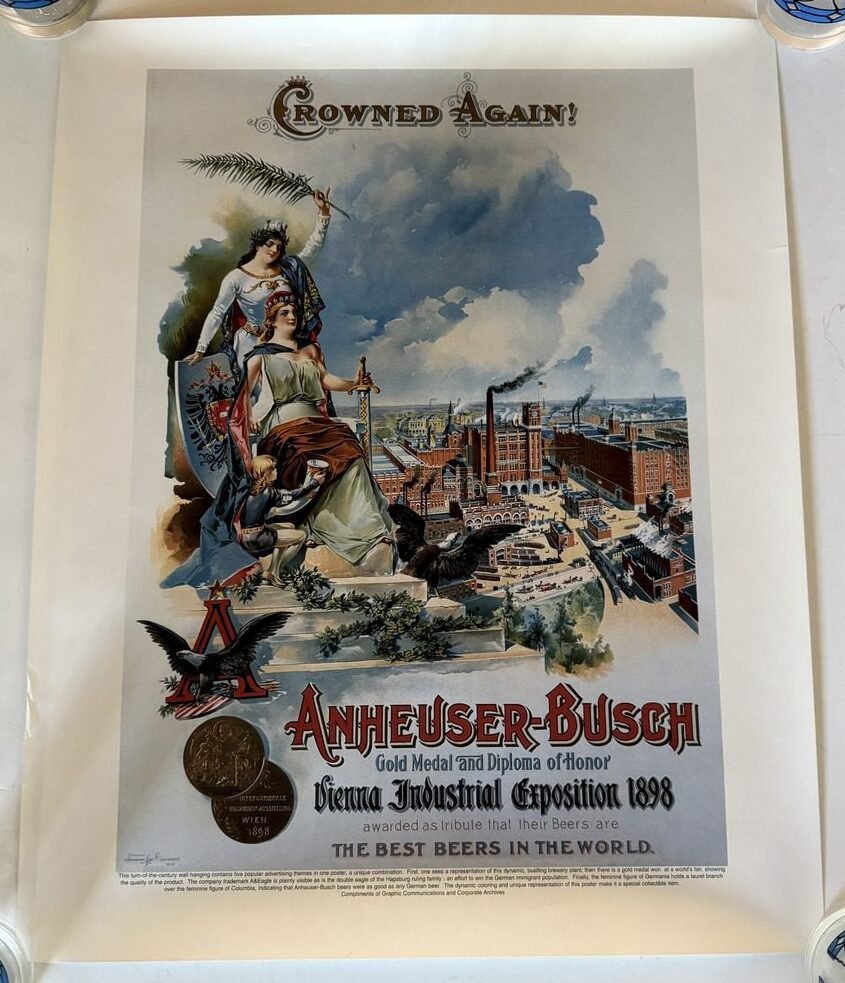 CROWNED AGAIN!
A
ANHEUSER-BUSCH
Gold Medal and Diploma of Honor
Vienna Industrial Exposition 1898
awarded as tribute that their Beers are
THE BEST BEERS IN THE WORLD.
INTERNATIONALE
KOCHKUNST-AUSSTELLUNG
WIEN
1898
This turn-of-the-century wall hanging contains five popular advertising themes in one poster, a unique combination. First, one sees a representation of this dynamic, bustling brewery plant; then there is a gold medal won at a world's fair, showing
the quality of the product. The company trademark A&Eagle is plainly visible as is the double eagle of the Hapsburg ruling family - an effort to win the German immigrant population. Finally, the feminine figure of Germania holds a laurel branch
over the feminine figure of Columbia, indicating that Anheuser-Busch beers were as good as any German beer. The dynamic coloring and unique representation of this poster make it a special collectible item.
Compliments of Graphic Communications and Corporate Archives